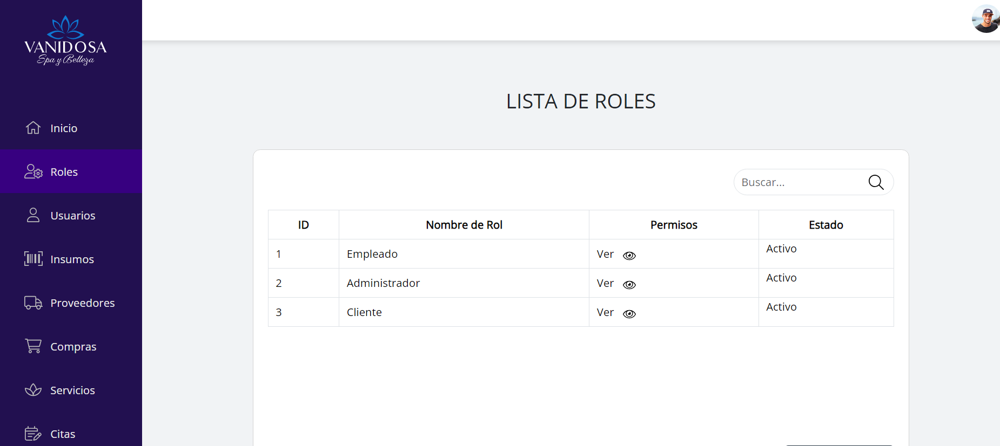 VANIDOSA
Spa y Belleza
Inicio
Roles
Usuarios
Insumos
Proveedores
Compras
Servicios
Citas
LISTA DE ROLES
Buscar...
ID Nombre de Rol Permisos Estado
1 Empleado Ver Activo
2 Administrador Ver Activo
3 Cliente Ver Activo